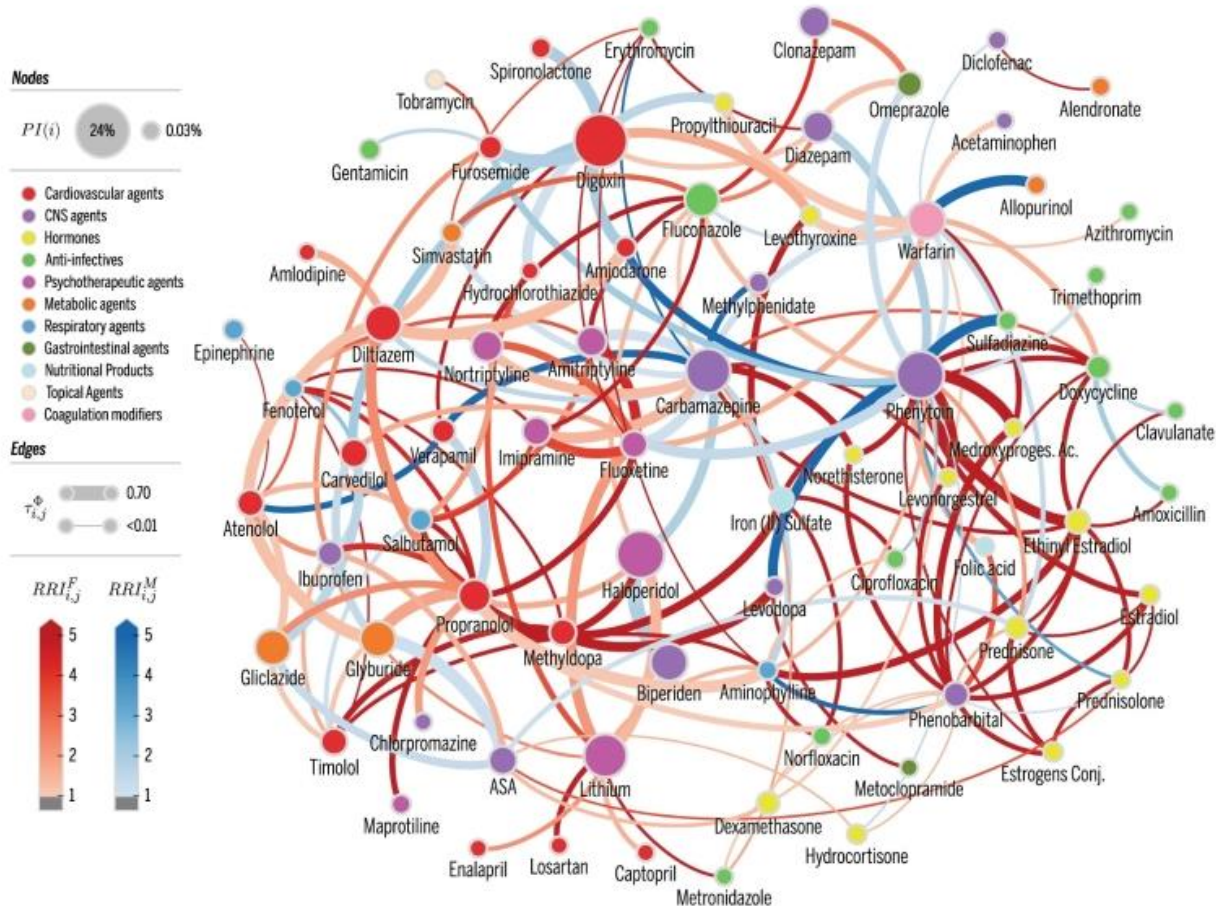 Nodes
PI(i) 24% 0.03%
Cardiovascular agents
CNS agents
Hormones
Anti-infectives
Psychotherapeutic agents
Metabolic agents
Respiratory agents
Gastrointestinal agents
Nutritional Products
Topical Agents
Coagulation modifiers
Edges
τΦi,j 0.70
<0.01
RRIFi,j RRIMi,j
5 5
4 4
3 3
2 2
1 1
Erythromycin
Clonazepam
Spironolactone
Diclofenac
Tobramycin
Omeprazole
Alendronate
Propylthiouracil
Acetaminophen
Gentamicin
Furosemide
Digoxin
Diazepam
Allopurinol
Fluconazole
Levothyroxine
Warfarin
Azithromycin
Simvastatin
Amlodipine
Hydrochlorothiazide
Amjodarone
Methylphenidate
Trimethoprim
Epinephrine
Diltiazem
Nortriptyline
Amitriptyline
Sulfadiazine
Fenoterol
Carbamazepine
Phenytoin
Doxycycline
Clavulanate
Carvedilol
Verapamil
Imipramine
Fluoxetine
Norethisterone
Medroxyproges. Ac.
Levonorgestrel
Atenolol
Salbutamol
Iron (II) Sulfate
Amoxicillin
Ethinyl Estradiol
Ibuprofen
Haloperidol
Ciprofloxacin
Folic acid
Levodopa
Estradiol
Propranolol
Methyldopa
Prednisone
Gliclazide
Glyburide
Biperiden
Aminophylline
Phenobarbital
Prednisolone
Timolol
Chlorpromazine
ASA
Lithium
Norfloxacin
Metoclopramide
Estrogens Conj.
Maprotiline
Dexamethasone
Hydrocortisone
Enalapril
Losartan
Captopril
Metronidazole